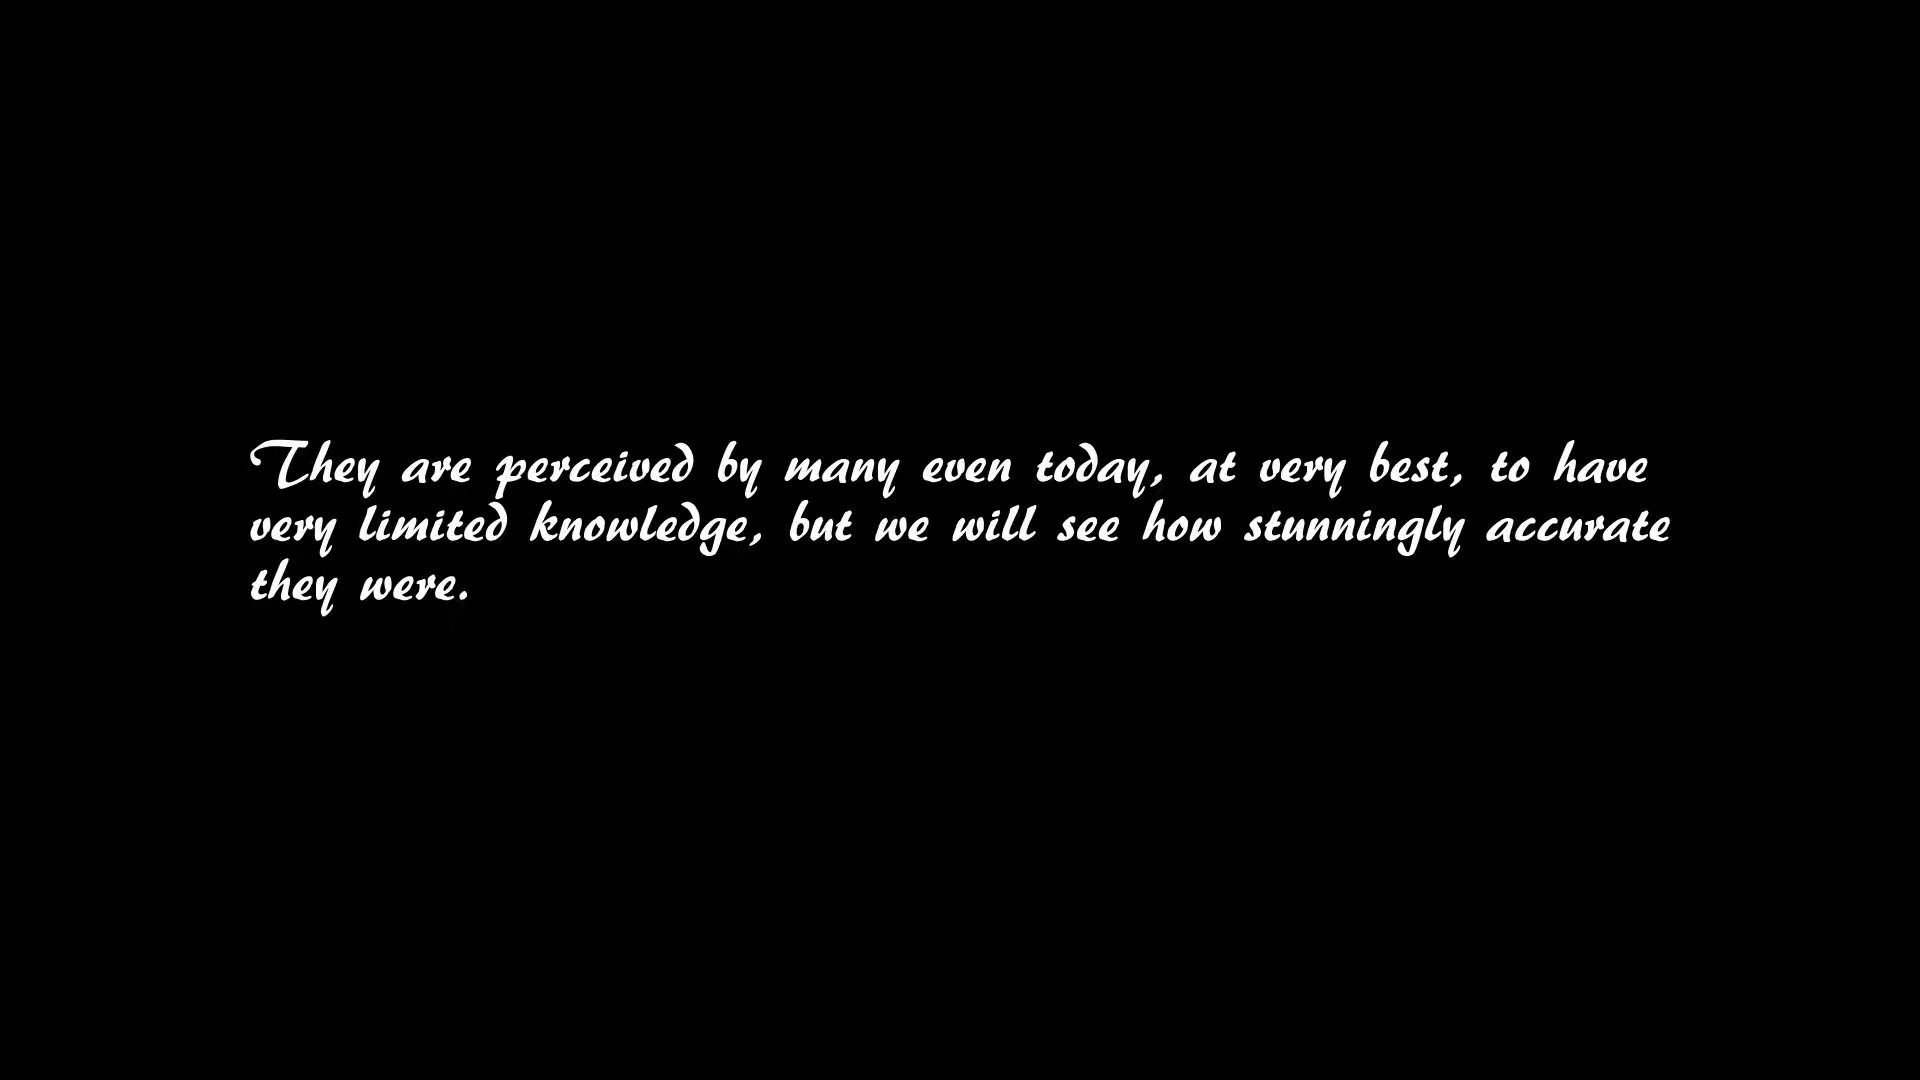 They are perceived by many even today, at very best, to have
very limited knowledge, but we will see how stunningly accurate
they were.